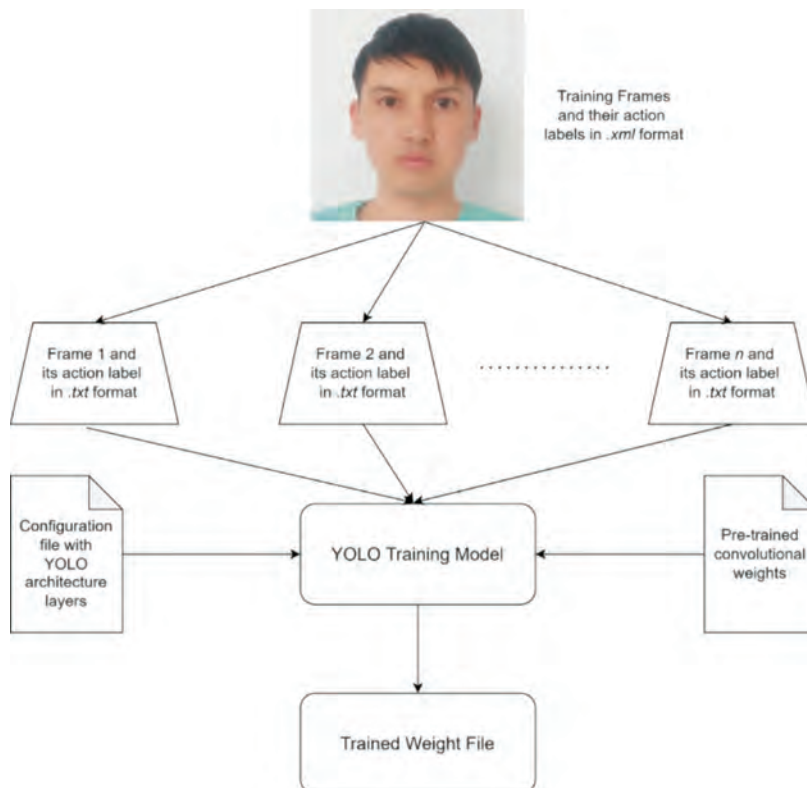 Training Frames
and their action
labels in .xml format
Frame 1 and
its action label
in .txt format
Frame 2 and
its action label
in .txt format
Frame n and
its action label
in .txt format
Configuration
file with
YOLO
architecture
layers
YOLO Training Model
Pre-trained
convolutional
weights
Trained Weight File